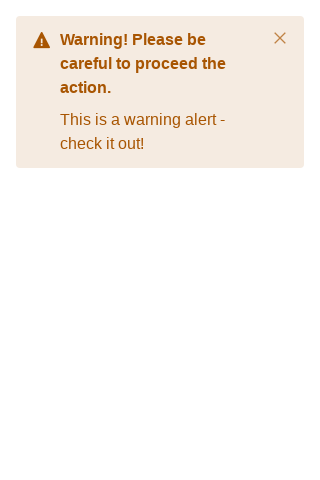 Warning! Please be
careful to proceed the
action.
This is a warning alert -
check it out!